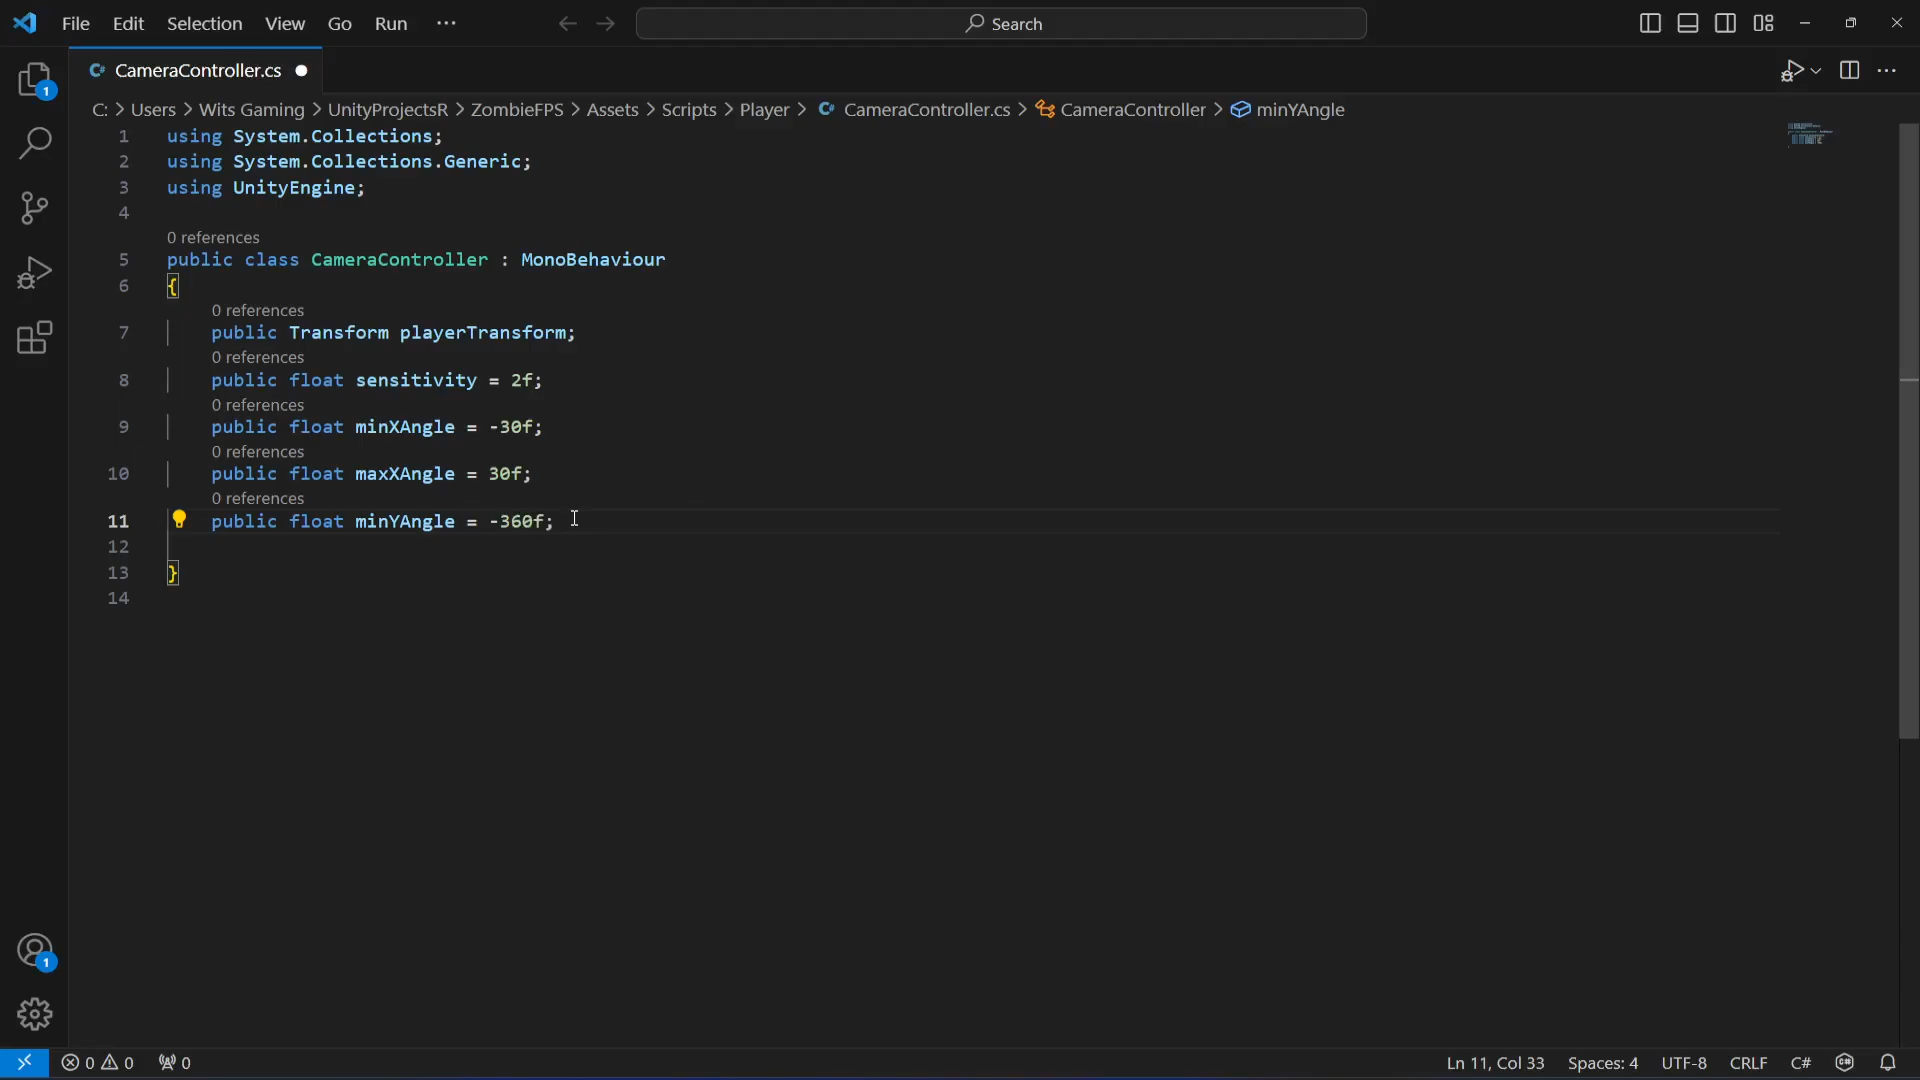 File Edit Selection View Go Run ··· Search
CameraController.cs
C: > Users > Wits Gaming > UnityProjectsR > ZombieFPS > Assets > Scripts > Player > CameraController.cs > CameraController > minYAngle
1 using System.Collections;
2 using System.Collections.Generic;
3 using UnityEngine;
4
0 references
5 public class CameraController : MonoBehaviour
6 {
0 references
7 public Transform playerTransform;
0 references
8 public float sensitivity = 2f;
0 references
9 public float minXAngle = -30f;
0 references
10 public float maxXAngle = 30f;
0 references
11 public float minYAngle = -360f;
12
13 }
14
1
1
0 0 0 Ln 11, Col 33 Spaces: 4 UTF-8 CRLF C#